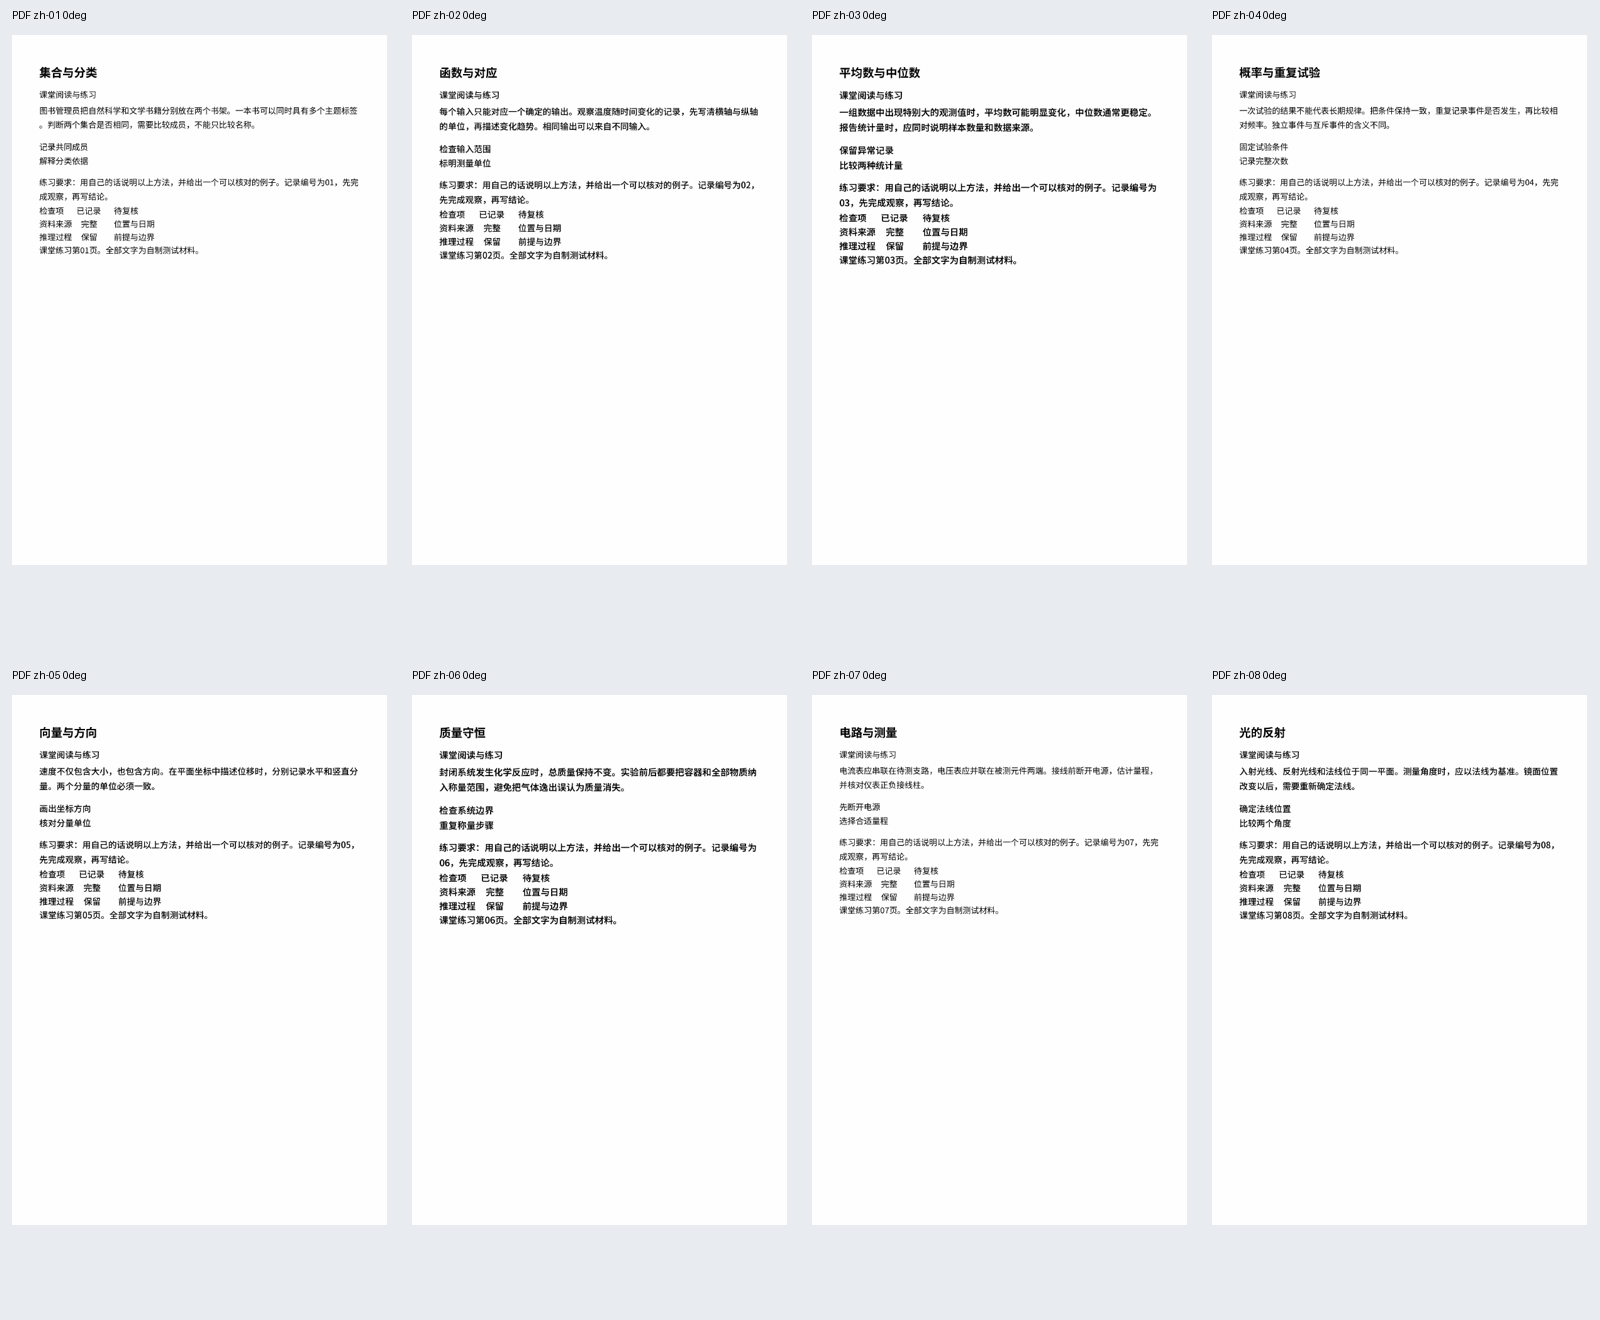 PDF zh-01 0deg
集合与分类
课堂阅读与练习
图书管理员把自然科学和文学书籍分别放在两个书架。一本书可以同时具有多个主题标签
。判断两个集合是否相同，需要比较成员，不能只比较名称。
记录共同成员
解释分类依据
练习要求：用自己的话说明以上方法，并给出一个可以核对的例子。记录编号为01，先完
成观察，再写结论。
检查项 已记录 待复核
资料来源 完整 位置与日期
推理过程 保留 前提与边界
课堂练习第01页。全部文字为自制测试材料。
PDF zh-02 0deg
函数与对应
课堂阅读与练习
每个输入只能对应一个确定的输出。观察温度随时间变化的记录，先写清横轴与纵轴
的单位，再描述变化趋势。相同输出可以来自不同输入。
检查输入范围
标明测量单位
练习要求：用自己的话说明以上方法，并给出一个可以核对的例子。记录编号为02，
先完成观察，再写结论。
检查项 已记录 待复核
资料来源 完整 位置与日期
推理过程 保留 前提与边界
课堂练习第02页。全部文字为自制测试材料。
PDF zh-03 0deg
平均数与中位数
课堂阅读与练习
一组数据中出现特别大的观测值时，平均数可能明显变化，中位数通常更稳定。
报告统计量时，应同时说明样本数量和数据来源。
保留异常记录
比较两种统计量
练习要求：用自己的话说明以上方法，并给出一个可以核对的例子。记录编号为
03，先完成观察，再写结论。
检查项 已记录 待复核
资料来源 完整 位置与日期
推理过程 保留 前提与边界
课堂练习第03页。全部文字为自制测试材料。
PDF zh-04 0deg
概率与重复试验
课堂阅读与练习
一次试验的结果不能代表长期规律。把条件保持一致，重复记录事件是否发生，再比较相
对频率。独立事件与互斥事件的含义不同。
固定试验条件
记录完整次数
练习要求：用自己的话说明以上方法，并给出一个可以核对的例子。记录编号为04，先完
成观察，再写结论。
检查项 已记录 待复核
资料来源 完整 位置与日期
推理过程 保留 前提与边界
课堂练习第04页。全部文字为自制测试材料。
PDF zh-05 0deg
向量与方向
课堂阅读与练习
速度不仅包含大小，也包含方向。在平面坐标中描述位移时，分别记录水平和竖直分
量。两个分量的单位必须一致。
画出坐标方向
核对分量单位
练习要求：用自己的话说明以上方法，并给出一个可以核对的例子。记录编号为05，
先完成观察，再写结论。
检查项 已记录 待复核
资料来源 完整 位置与日期
推理过程 保留 前提与边界
课堂练习第05页。全部文字为自制测试材料。
PDF zh-06 0deg
质量守恒
课堂阅读与练习
封闭系统发生化学反应时，总质量保持不变。实验前后都要把容器和全部物质纳
入称量范围，避免把气体逸出误认为质量消失。
检查系统边界
重复称量步骤
练习要求：用自己的话说明以上方法，并给出一个可以核对的例子。记录编号为
06，先完成观察，再写结论。
检查项 已记录 待复核
资料来源 完整 位置与日期
推理过程 保留 前提与边界
课堂练习第06页。全部文字为自制测试材料。
PDF zh-07 0deg
电路与测量
课堂阅读与练习
电流表应串联在待测支路，电压表应并联在被测元件两端。接线前断开电源，估计量程，
并核对仪表正负接线柱。
先断开电源
选择合适量程
练习要求：用自己的话说明以上方法，并给出一个可以核对的例子。记录编号为07，先完
成观察，再写结论。
检查项 已记录 待复核
资料来源 完整 位置与日期
推理过程 保留 前提与边界
课堂练习第07页。全部文字为自制测试材料。
PDF zh-08 0deg
光的反射
课堂阅读与练习
入射光线、反射光线和法线位于同一平面。测量角度时，应以法线为基准。镜面位置
改变以后，需要重新确定法线。
确定法线位置
比较两个角度
练习要求：用自己的话说明以上方法，并给出一个可以核对的例子。记录编号为08，
先完成观察，再写结论。
检查项 已记录 待复核
资料来源 完整 位置与日期
推理过程 保留 前提与边界
课堂练习第08页。全部文字为自制测试材料。